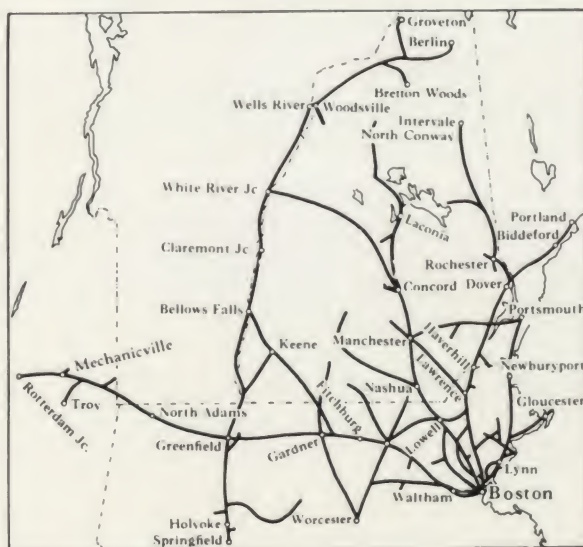 Groveton
Berlin
Bretton Woods
Wells River
Woodsville
Intervale
North Conway
White River Jc
Portland
Biddeford
Laconia
Claremont Jc
Rochester
Dover
Concord
Bellows Falls
Portsmouth
Manchester
Haverhill
Keene
Mechanicville
Lawrence
Newburyport
Nashua
Fitchburg
Rotterdam Jc.
Troy
North Adams
Gloucester
Greenfield
Gardner
Lowell
Lynn
Waltham
Boston
Holyoke
Worcester
Springfield